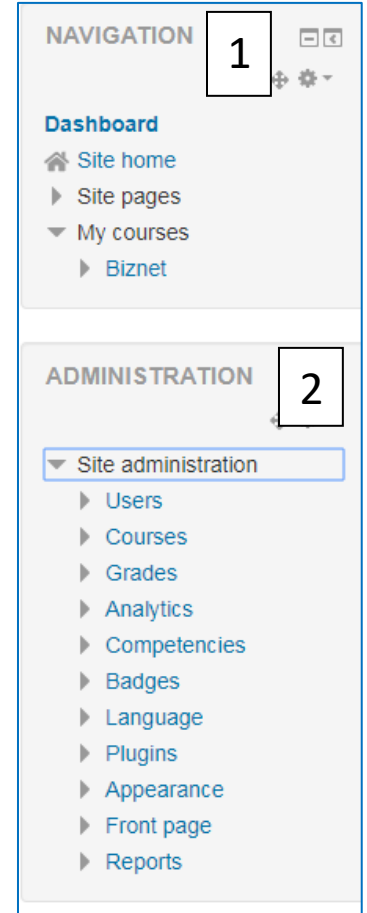 NAVIGATION
1
Dashboard
Site home
Site pages
My courses
Biznet
ADMINISTRATION
2
Site administration
Users
Courses
Grades
Analytics
Competencies
Badges
Language
Plugins
Appearance
Front page
Reports